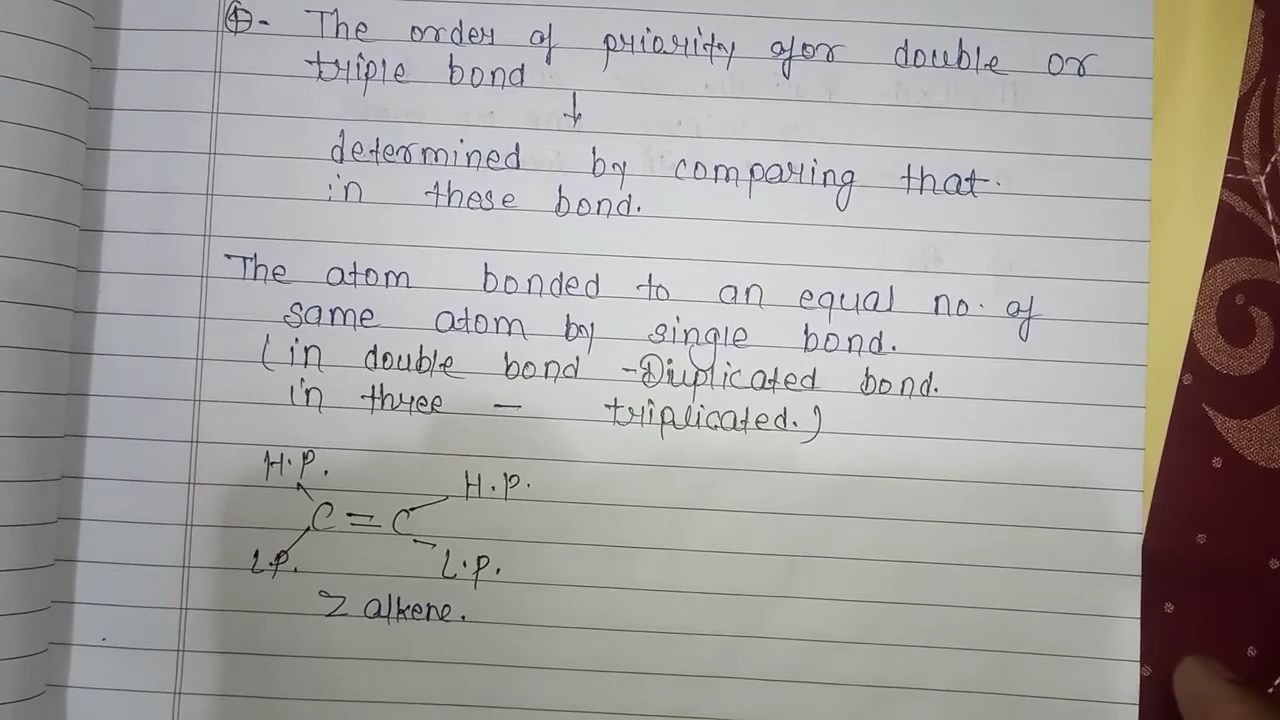 ④- The order of priority for double or
triple bond
↓
determined by comparing that
in these bond.
The atom bonded to an equal no. of
same atom by single bond.
(in double bond - Duplicated bond.
in three - triplicated.)
H.P. H.P.
C = C
L.P. L.P.
Z alkene.